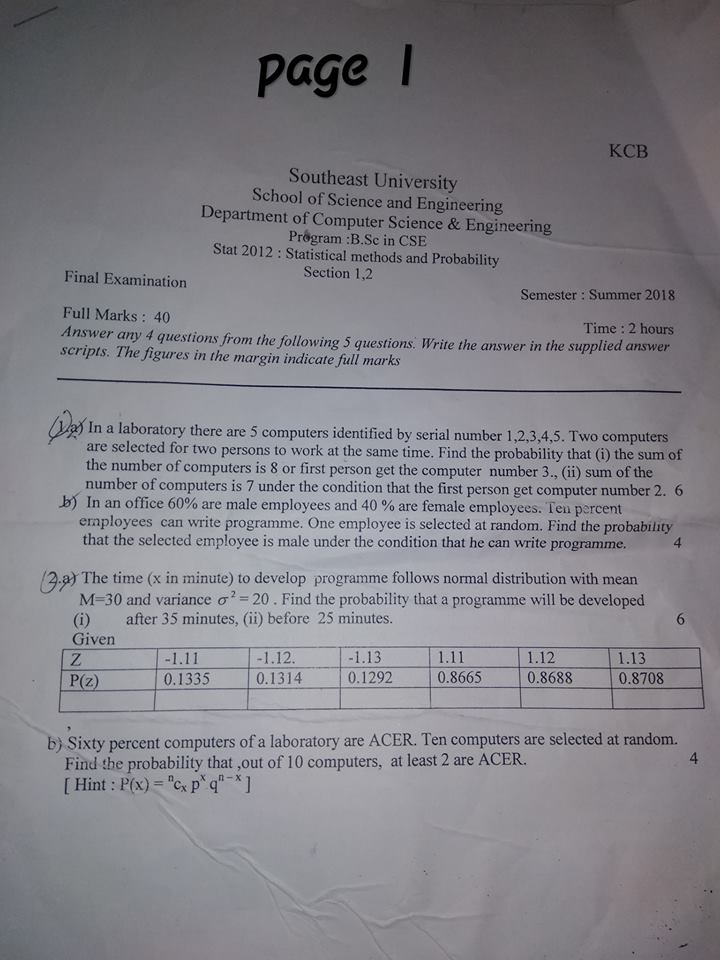 page 1
KCB
Southeast University
School of Science and Engineering
Department of Computer Science & Engineering
Program :B.Sc in CSE
Stat 2012 : Statistical methods and Probability
Section 1,2
Final Examination
Semester : Summer 2018
Full Marks : 40
Time : 2 hours
Answer any 4 questions from the following 5 questions. Write the answer in the supplied answer
scripts. The figures in the margin indicate full marks
1.a) In a laboratory there are 5 computers identified by serial number 1,2,3,4,5. Two computers
are selected for two persons to work at the same time. Find the probability that (i) the sum of
the number of computers is 8 or first person get the computer number 3., (ii) sum of the
number of computers is 7 under the condition that the first person get computer number 2. 6
b) In an office 60% are male employees and 40 % are female employees. Ten percent
employees can write programme. One employee is selected at random. Find the probability
that the selected employee is male under the condition that he can write programme. 4
2.a) The time (x in minute) to develop programme follows normal distribution with mean
M=30 and variance σ² = 20 . Find the probability that a programme will be developed
(i) after 35 minutes, (ii) before 25 minutes. 6
Given
Z -1.11 -1.12. -1.13 1.11 1.12 1.13
P(z) 0.1335 0.1314 0.1292 0.8665 0.8688 0.8708
b) Sixty percent computers of a laboratory are ACER. Ten computers are selected at random.
Find the probability that ,out of 10 computers, at least 2 are ACER. 4
[ Hint : P(x) = ⁿcₓ pˣ qⁿ⁻ˣ ]